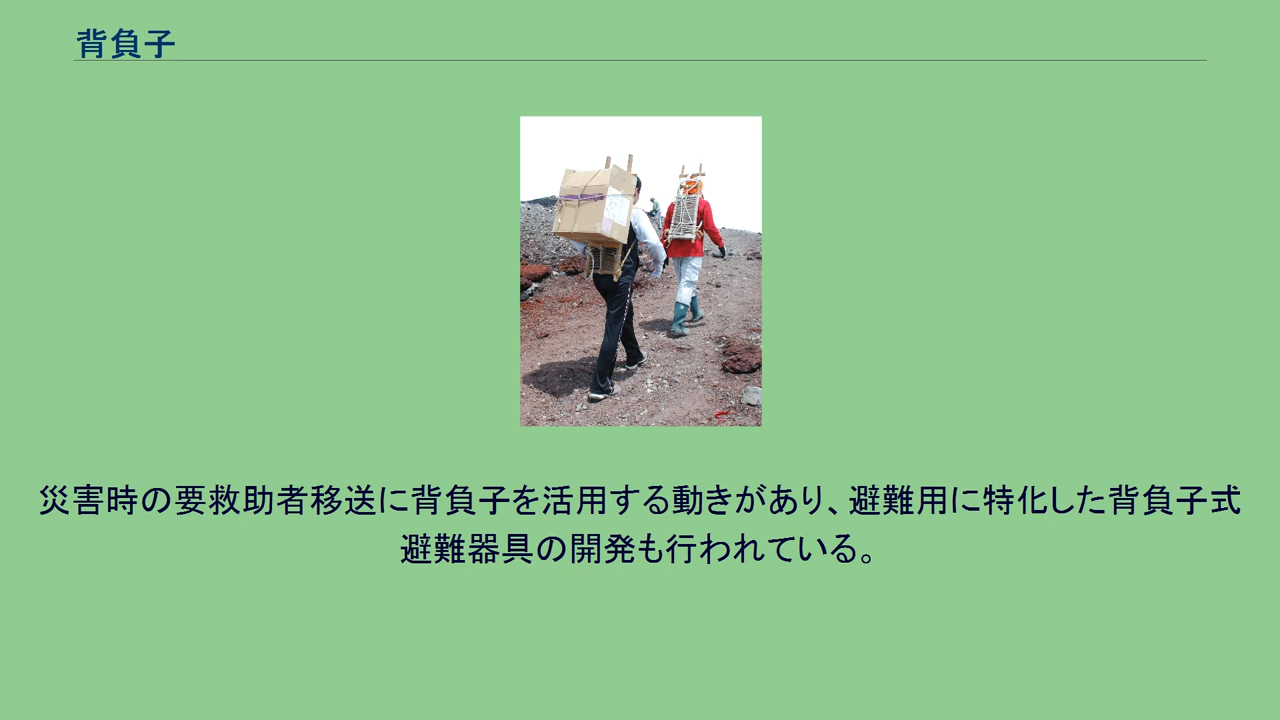 背負子
災害時の要救助者移送に背負子を活用する動きがあり、避難用に特化した背負子式
避難器具の開発も行われている。